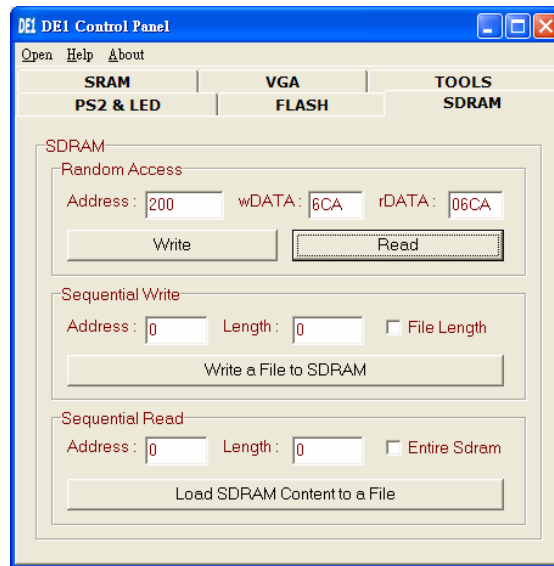 DE1 DE1 Control Panel
Open Help About
SRAM VGA TOOLS
PS2 & LED FLASH SDRAM
SDRAM
Random Access
Address : 200 wDATA : 6CA rDATA : 06CA
Write Read
Sequential Write
Address : 0 Length : 0 File Length
Write a File to SDRAM
Sequential Read
Address : 0 Length : 0 Entire Sdram
Load SDRAM Content to a File